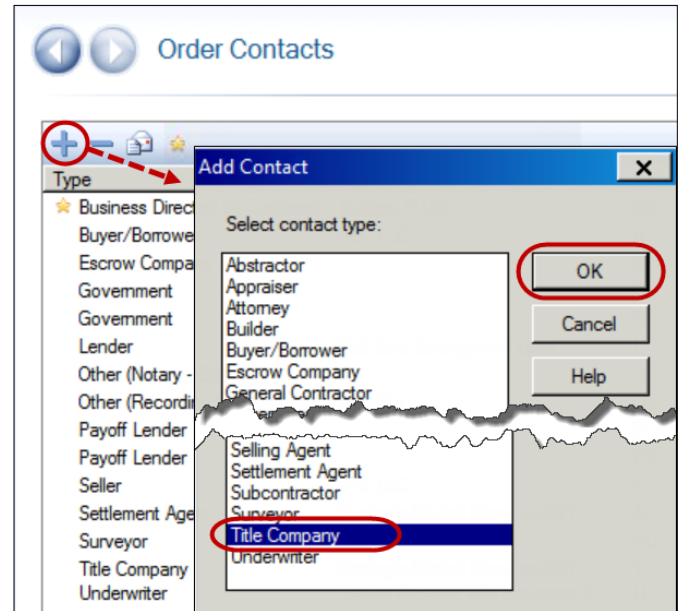 Order Contacts
Type
Business Direct
Buyer/Borrowe
Escrow Compa
Government
Government
Lender
Other (Notary -
Other (Recordin
Payoff Lender
Payoff Lender
Seller
Settlement Age
Surveyor
Title Company
Underwriter
Add Contact
Select contact type:
Abstractor
Appraiser
Attorney
Builder
Buyer/Borrower
Escrow Company
General Contractor
Selling Agent
Settlement Agent
Subcontractor
Surveyor
Title Company
Underwriter
OK
Cancel
Help